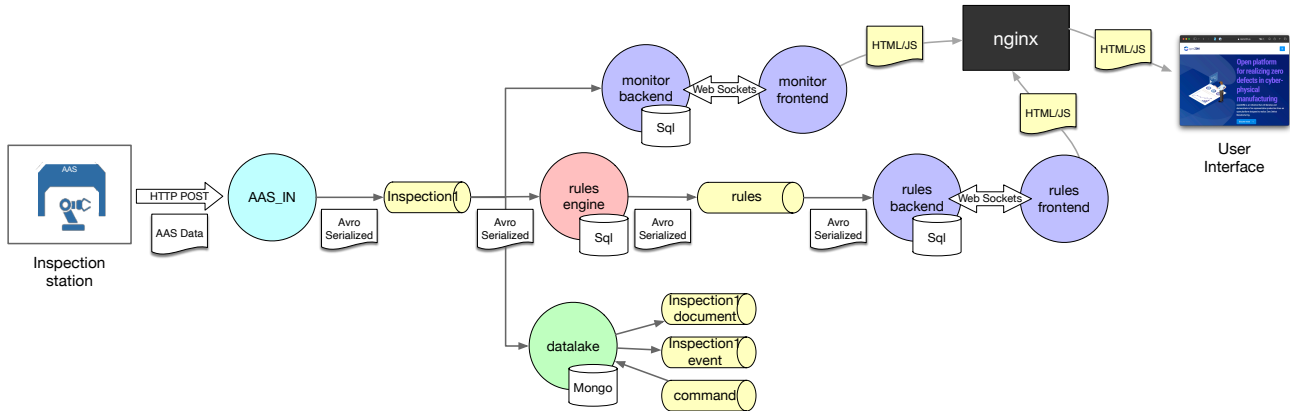 HTML/JS
nginx
HTML/JS
Open platform
for realizing zero
defects in cyber-
physical
manufacturing
monitor
backend
Sql
Web Sockets
monitor
frontend
HTML/JS
User
Interface
AAS
HTTP POST
AAS Data
Inspection
station
AAS_IN
Avro
Serialized
Inspection1
Avro
Serialized
rules
engine
Sql
Avro
Serialized
rules
Avro
Serialized
rules
backend
Sql
Web Sockets
rules
frontend
datalake
Mongo
Inspection1
document
Inspection1
event
command